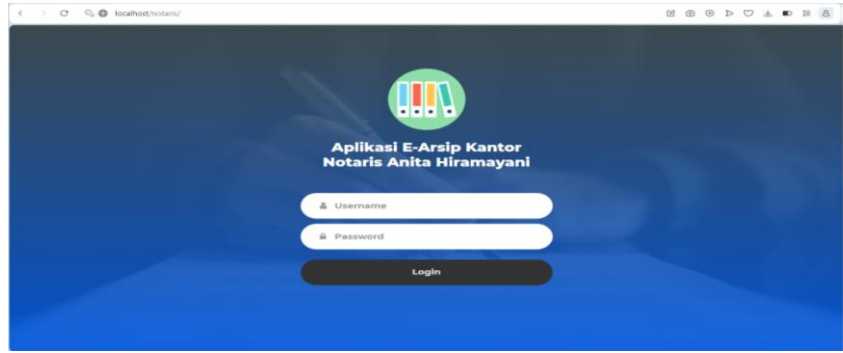 localhost/notaris/
Aplikasi E-Arsip Kantor
Notaris Anita Hiramayani
Username
Password
Login